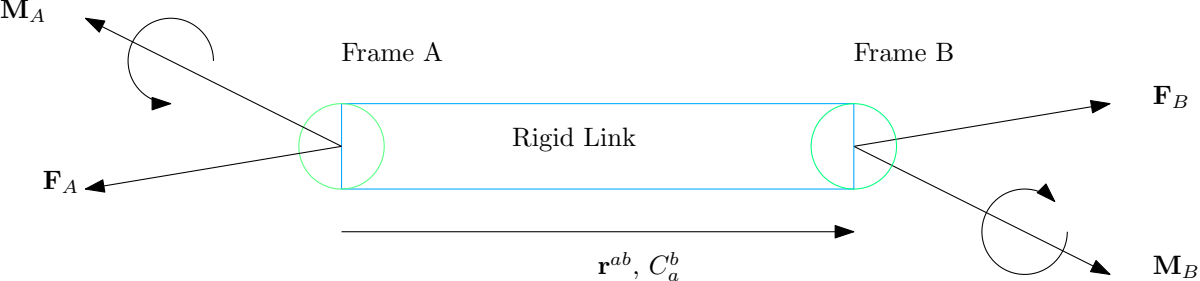 M_A
Frame A
Frame B
F_B
Rigid Link
F_A
r^{ab}, C_a^b
M_B